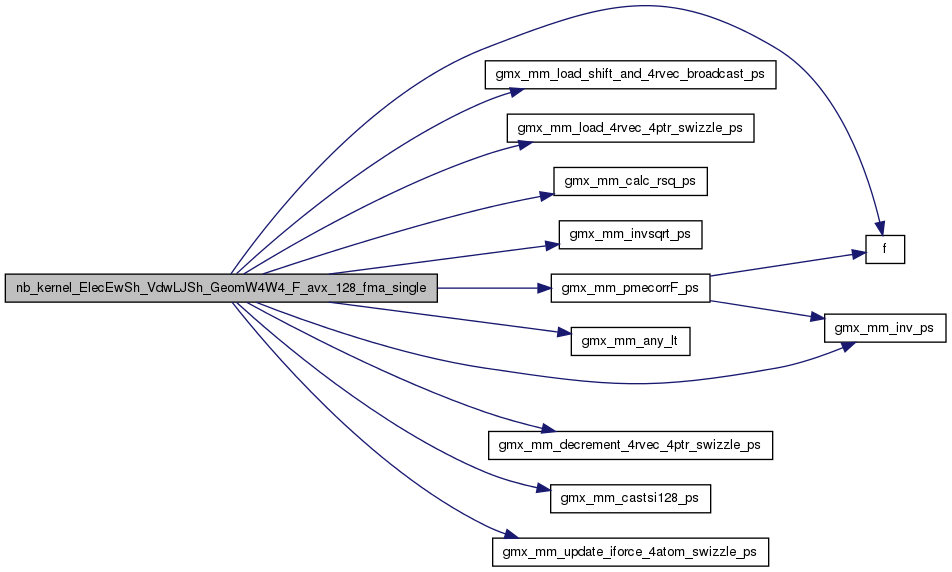 gmx_mm_load_shift_and_4rvec_broadcast_ps
gmx_mm_load_4rvec_4ptr_swizzle_ps
gmx_mm_calc_rsq_ps
gmx_mm_invsqrt_ps
f
nb_kernel_ElecEwSh_VdwLJSh_GeomW4W4_F_avx_128_fma_single
gmx_mm_pmecorrF_ps
gmx_mm_inv_ps
gmx_mm_any_lt
gmx_mm_decrement_4rvec_4ptr_swizzle_ps
gmx_mm_castsi128_ps
gmx_mm_update_iforce_4atom_swizzle_ps